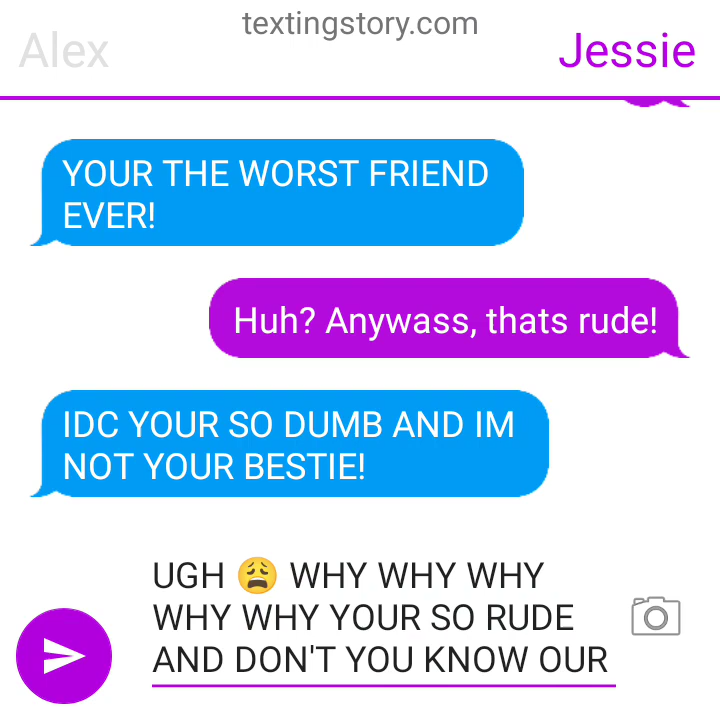 textingstory.com
Alex
Jessie
YOUR THE WORST FRIEND
EVER!
Huh? Anywass, thats rude!
IDC YOUR SO DUMB AND IM
NOT YOUR BESTIE!
UGH 😩 WHY WHY WHY
WHY WHY YOUR SO RUDE
AND DON'T YOU KNOW OUR